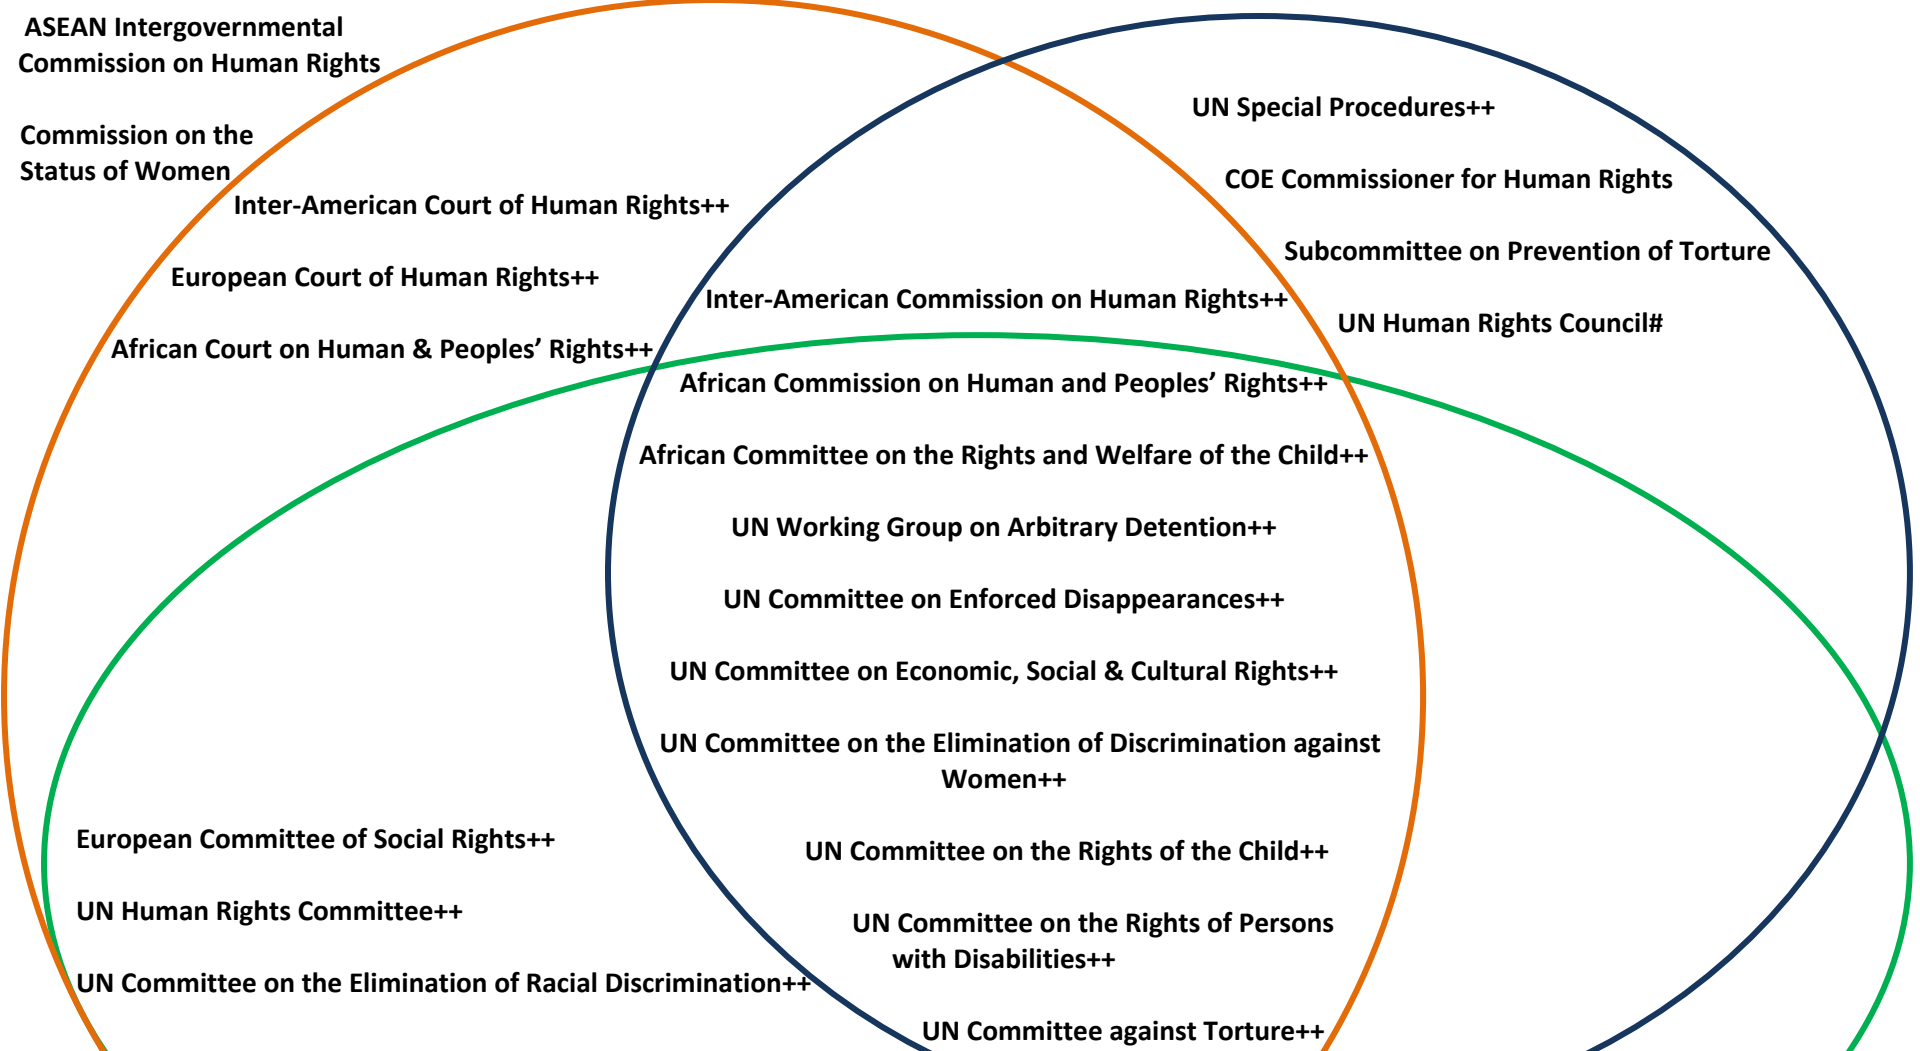 ASEAN Intergovernmental
Commission on Human Rights
Commission on the
Status of Women
Inter-American Court of Human Rights++
European Court of Human Rights++
African Court on Human & Peoples’ Rights++
UN Special Procedures++
COE Commissioner for Human Rights
Subcommittee on Prevention of Torture
UN Human Rights Council#
Inter-American Commission on Human Rights++
African Commission on Human and Peoples’ Rights++
African Committee on the Rights and Welfare of the Child++
UN Working Group on Arbitrary Detention++
UN Committee on Enforced Disappearances++
UN Committee on Economic, Social & Cultural Rights++
UN Committee on the Elimination of Discrimination against
Women++
UN Committee on the Rights of the Child++
UN Committee on the Rights of Persons
with Disabilities++
UN Committee against Torture++
European Committee of Social Rights++
UN Human Rights Committee++
UN Committee on the Elimination of Racial Discrimination++